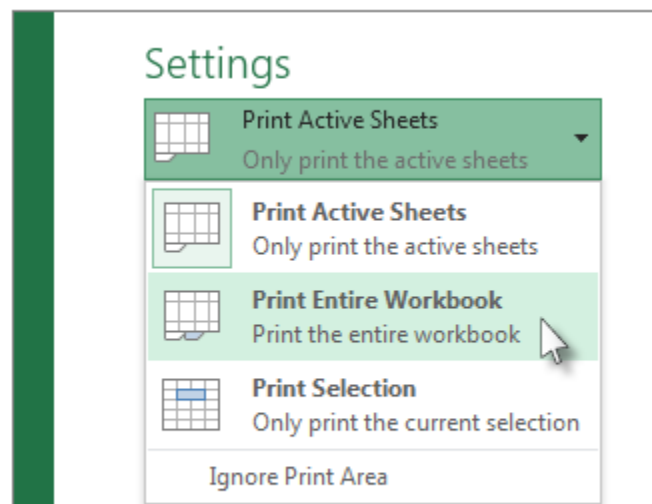 Settings
Print Active Sheets
Only print the active sheets
Print Active Sheets
Only print the active sheets
Print Entire Workbook
Print the entire workbook
Print Selection
Only print the current selection
Ignore Print Area